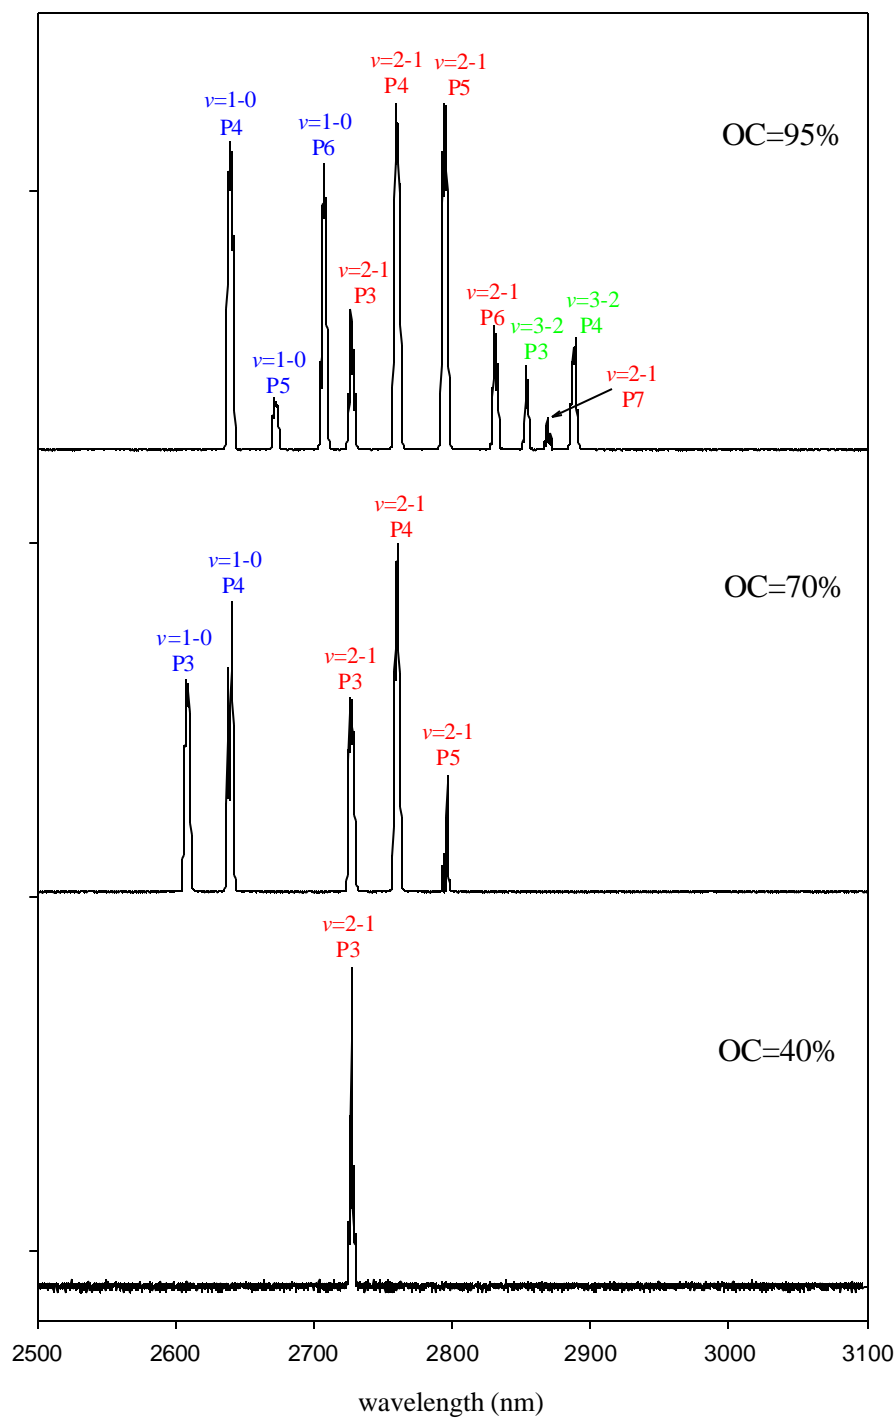 v=2-1
P4
v=2-1
P5
v=1-0
P4
v=1-0
P6
OC=95%
v=2-1
P3
v=2-1
P6
v=3-2
P3
v=3-2
P4
v=1-0
P5
v=2-1
P7
v=2-1
P4
v=1-0
P4
OC=70%
v=1-0
P3
v=2-1
P3
v=2-1
P5
v=2-1
P3
OC=40%
2500 2600 2700 2800 2900 3000 3100
wavelength (nm)